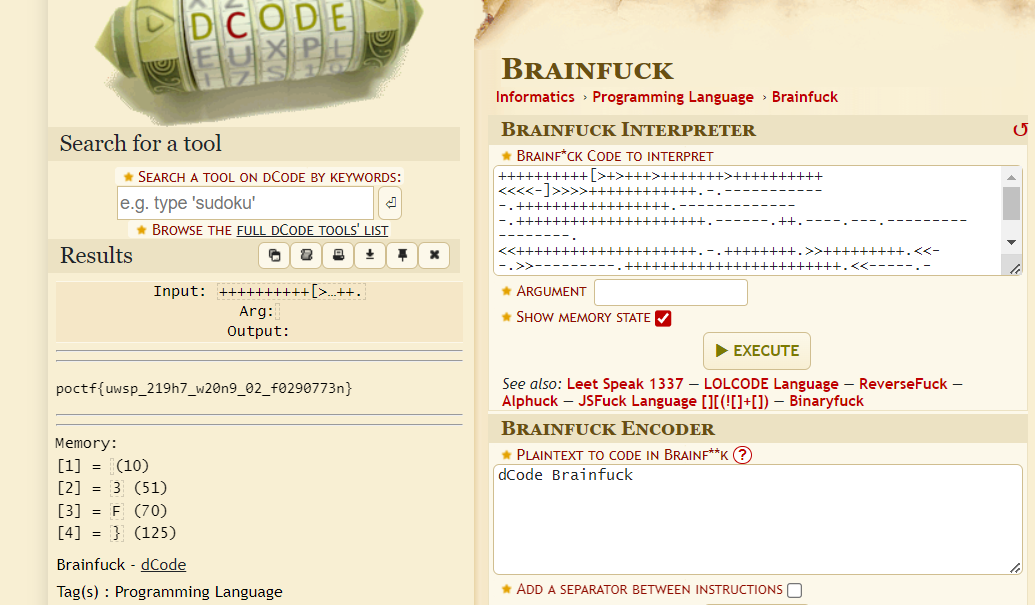 DCODE
Search for a tool
SEARCH A TOOL ON DCODE BY KEYWORDS:
e.g. type 'sudoku'
BROWSE THE FULL DCODE TOOLS' LIST
Results
Input: ++++++++++[>…++.
Arg:
Output:
poctf{uwsp_219h7_w20n9_02_f0290773n}
Memory:
[1] = (10)
[2] = 3 (51)
[3] = F (70)
[4] = } (125)
Brainfuck - dCode
Tag(s) : Programming Language
BRAINFUCK
Informatics › Programming Language › Brainfuck
BRAINFUCK INTERPRETER
BRAINF*CK CODE TO INTERPRET
++++++++++[>+>+++>+++++++>++++++++++
<<<<-]>>>>++++++++++++.-.------------
-.+++++++++++++++++.-------------
-.+++++++++++++++++++++.------.++.----.---.----------
--------.
<<+++++++++++++++++++.-.++++++++.>>+++++++++.<<--
-.>>---------.++++++++++++++++++++++++.<<-----.-
ARGUMENT
SHOW MEMORY STATE
EXECUTE
See also: Leet Speak 1337 – LOLCODE Language – ReverseFuck –
Alphuck – JSFuck Language [][(![]+[]) – Binaryfuck
BRAINFUCK ENCODER
PLAINTEXT TO CODE IN BRAINF**K ?
dCode Brainfuck
ADD A SEPARATOR BETWEEN INSTRUCTIONS